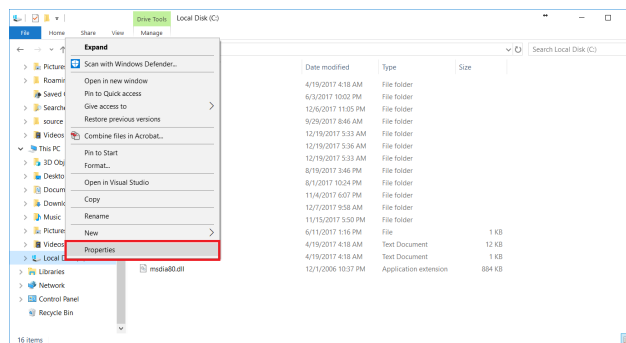 Drive Tools Local Disk (C:)
File Home Share View Manage
Search Local Disk (C:)
Expand
Scan with Windows Defender...
Open in new window
Pin to Quick access
Give access to
Restore previous versions
Combine files in Acrobat...
Pin to Start
Format...
Open in Visual Studio
Copy
Rename
New
Properties
Picture
Roamin
Saved
Searche
source
Videos
This PC
3D Obj
Deskto
Docum
Downlo
Music
Picture
Videos
Local D
Libraries
Network
Control Panel
Recycle Bin
Date modified Type Size
4/19/2017 4:18 AM File folder
6/3/2017 10:02 PM File folder
12/6/2017 11:05 PM File folder
9/29/2017 8:46 AM File folder
12/19/2017 5:33 AM File folder
12/19/2017 5:36 AM File folder
12/19/2017 5:33 AM File folder
8/19/2017 3:46 PM File folder
8/1/2017 10:24 PM File folder
11/4/2017 6:07 PM File folder
12/7/2017 9:58 AM File folder
11/15/2017 5:50 PM File folder
6/11/2017 1:16 PM File 1 KB
4/19/2017 4:18 AM Text Document 12 KB
4/19/2017 4:18 AM Text Document 1 KB
msdia80.dll 12/1/2006 10:37 PM Application extension 884 KB
16 items